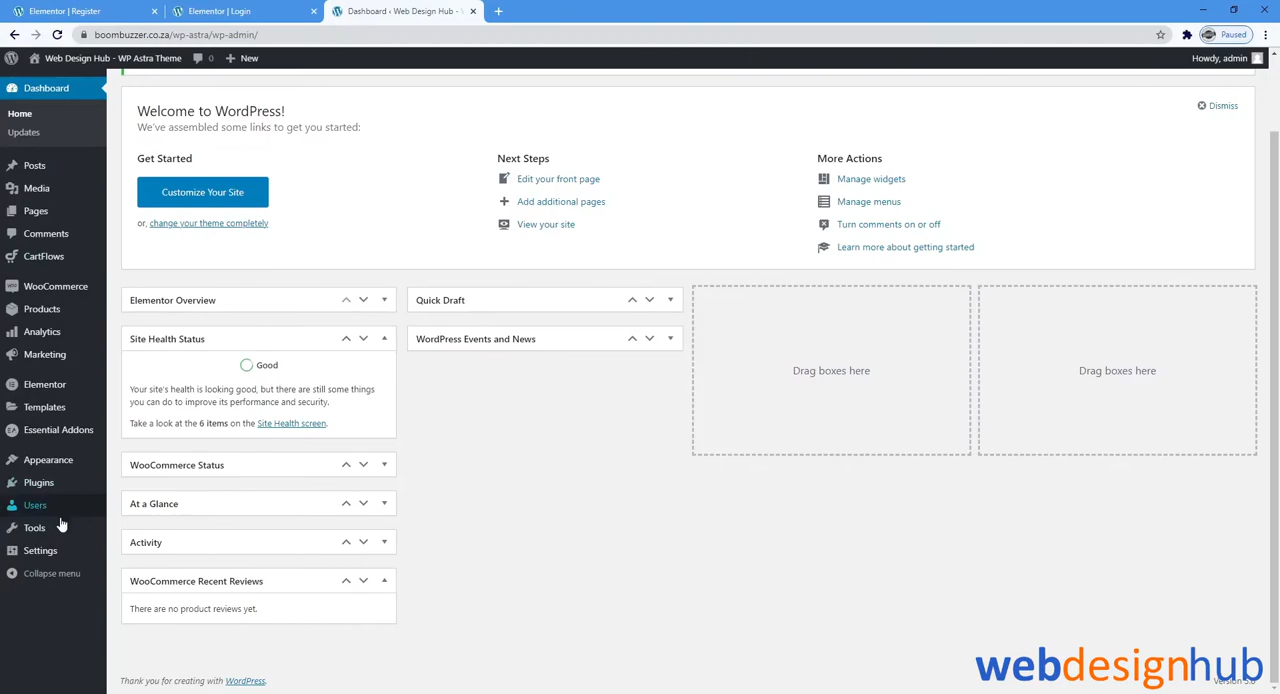 Elementor | Register
Elementor | Login
Dashboard ‹ Web Design Hub -
boombuzzer.co.za/wp-astra/wp-admin/
Paused
Web Design Hub - WP Astra Theme
0
New
Howdy, admin
Dashboard
Home
Updates
Posts
Media
Pages
Comments
CartFlows
WooCommerce
Products
Analytics
Marketing
Elementor
Templates
Essential Addons
Appearance
Plugins
Users
Tools
Settings
Collapse menu
Welcome to WordPress!
We've assembled some links to get you started:
Dismiss
Get Started
Customize Your Site
or, change your theme completely
Next Steps
Edit your front page
Add additional pages
View your site
More Actions
Manage widgets
Manage menus
Turn comments on or off
Learn more about getting started
Elementor Overview
Site Health Status
Good
Your site's health is looking good, but there are still some things
you can do to improve its performance and security.
Take a look at the 6 items on the Site Health screen.
WooCommerce Status
At a Glance
Activity
WooCommerce Recent Reviews
There are no product reviews yet.
Quick Draft
WordPress Events and News
Drag boxes here
Drag boxes here
Thank you for creating with WordPress.
webdesignhub